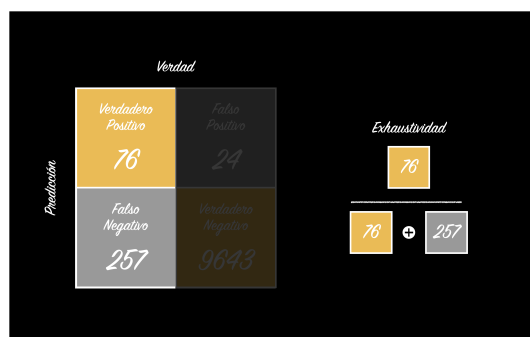 Verdad
Predicción
Verdadero
Positivo
76
Falso
Positivo
24
Falso
Negativo
257
Verdadero
Negativo
9643
Exhaustividad
76
76 + 257